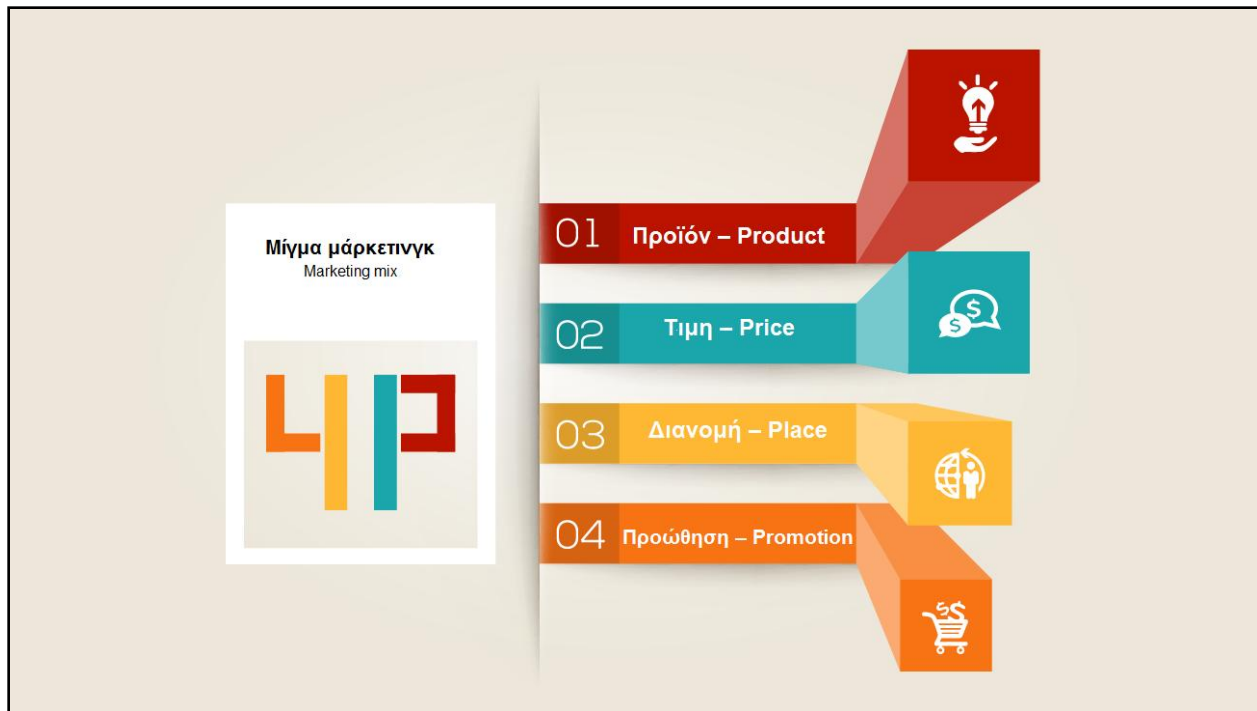 Μίγμα μάρκετινγκ
Marketing mix
4P
01 Προϊόν – Product
02 Τιμη – Price
03 Διανομή – Place
04 Προώθηση – Promotion
$ $
$ $